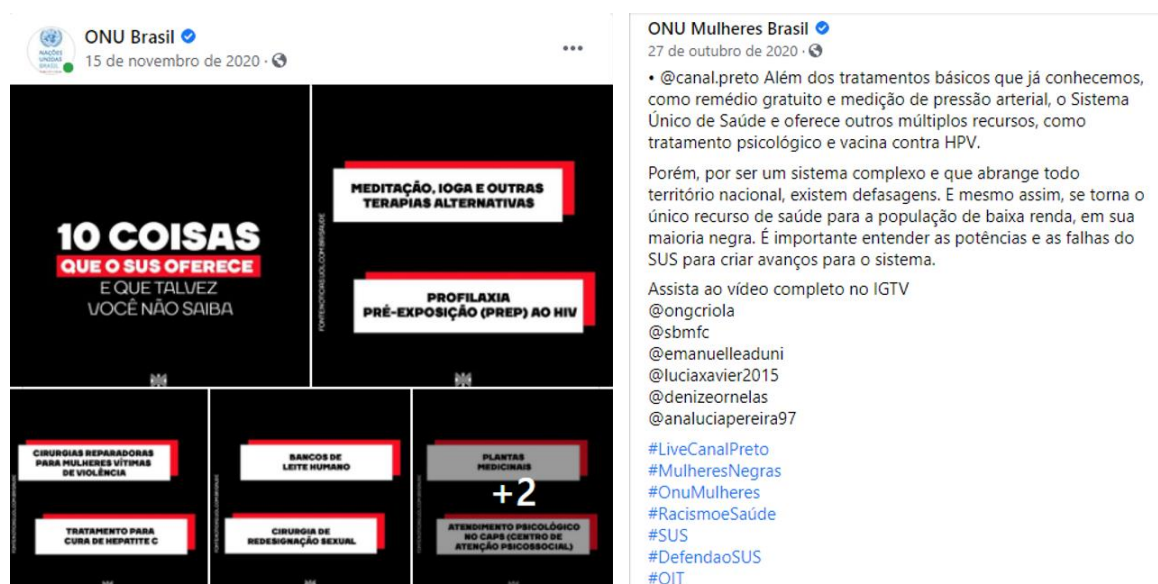 ONU Brasil
15 de novembro de 2020 ·
NAÇÕES
UNIDAS
BRASIL
10 COISAS
QUE O SUS OFERECE
E QUE TALVEZ
VOCÊ NÃO SAIBA
MEDITAÇÃO, IOGA E OUTRAS
TERAPIAS ALTERNATIVAS
PROFILAXIA
PRÉ-EXPOSIÇÃO (PREP) AO HIV
CIRURGIAS REPARADORAS
PARA MULHERES VÍTIMAS
DE VIOLÊNCIA
TRATAMENTO PARA
CURA DE HEPATITE C
BANCOS DE
LEITE HUMANO
CIRURGIA DE
REDESIGNAÇÃO SEXUAL
PLANTAS
MEDICINAIS
+2
ATENDIMENTO PSICOLÓGICO
NO CAPS (CENTRO DE
ATENÇÃO PSICOSSOCIAL)
ONU Mulheres Brasil
27 de outubro de 2020 ·
• @canal.preto Além dos tratamentos básicos que já conhecemos,
como remédio gratuito e medição de pressão arterial, o Sistema
Único de Saúde e oferece outros múltiplos recursos, como
tratamento psicológico e vacina contra HPV.
Porém, por ser um sistema complexo e que abrange todo
território nacional, existem defasagens. E mesmo assim, se torna o
único recurso de saúde para a população de baixa renda, em sua
maioria negra. É importante entender as potências e as falhas do
SUS para criar avanços para o sistema.
Assista ao vídeo completo no IGTV
@ongcriola
@sbmfc
@emanuelleaduni
@luciaxavier2015
@denizeornelas
@analuciapereira97
#LiveCanalPreto
#MulheresNegras
#OnuMulheres
#RacismoeSaúde
#SUS
#DefendaoSUS
#OIT